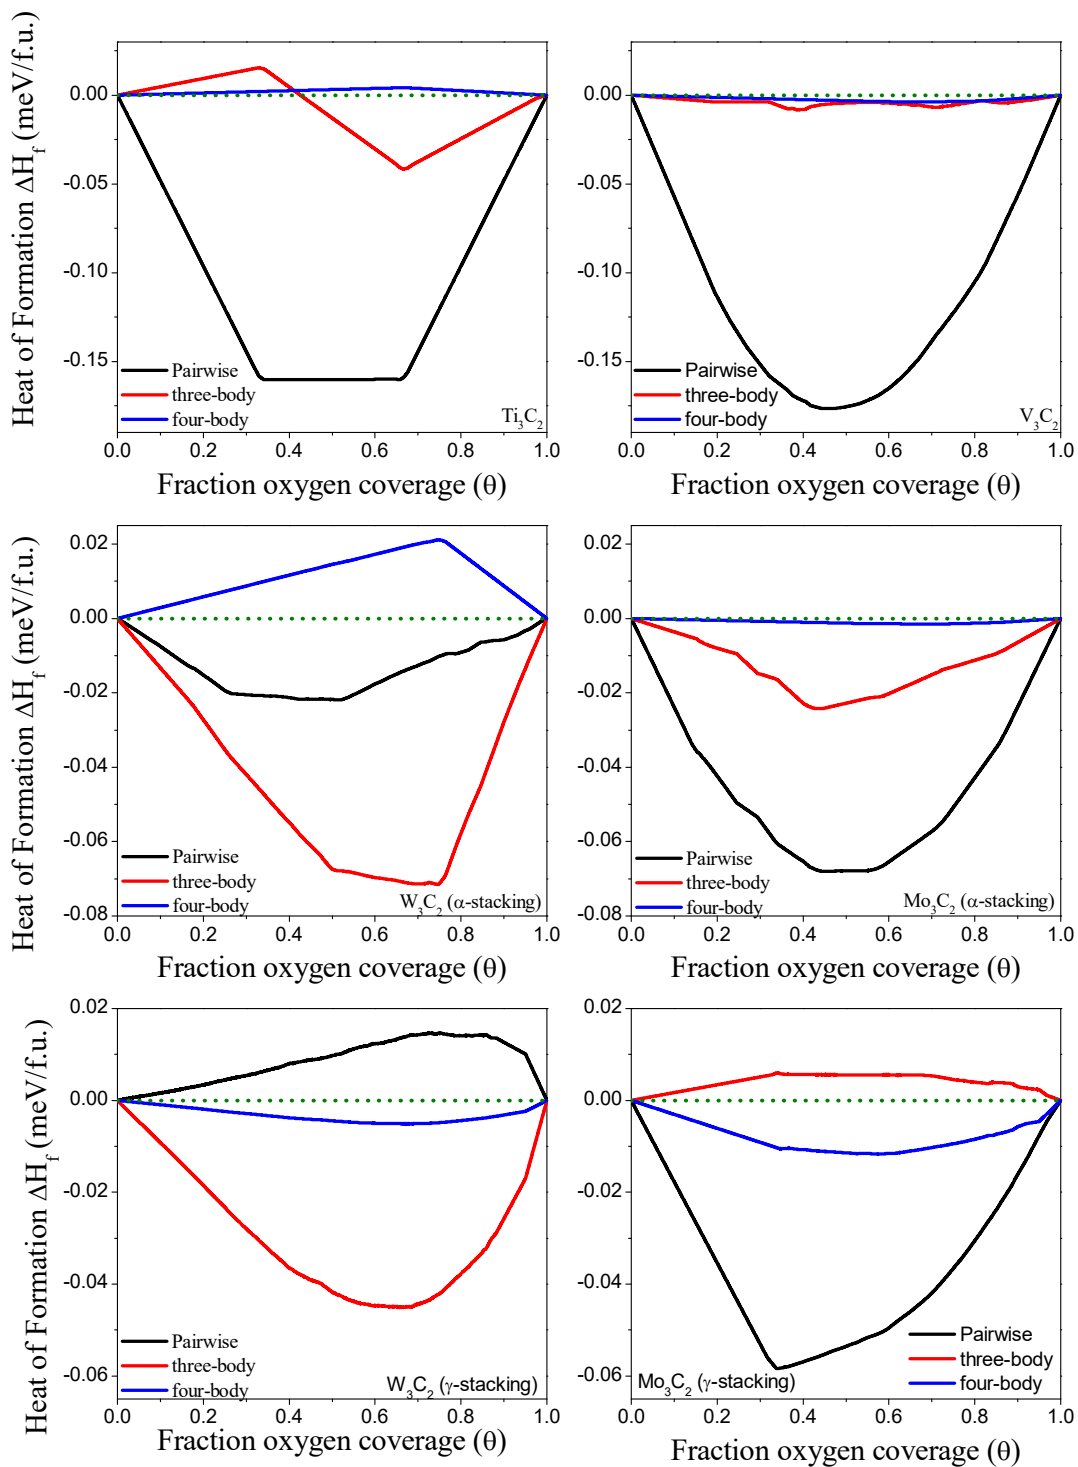 Heat of Formation ΔH_f (meV/f.u.)
0.00
-0.05
-0.10
-0.15
Pairwise
three-body
four-body
Ti₃C₂
0.0 0.2 0.4 0.6 0.8 1.0
Fraction oxygen coverage (θ)
0.00
-0.05
-0.10
-0.15
Pairwise
three-body
four-body
V₃C₂
0.0 0.2 0.4 0.6 0.8 1.0
Fraction oxygen coverage (θ)
Heat of Formation ΔH_f (meV/f.u.)
0.02
0.00
-0.02
-0.04
-0.06
-0.08
Pairwise
three-body
four-body
W₃C₂ (α-stacking)
0.0 0.2 0.4 0.6 0.8 1.0
Fraction oxygen coverage (θ)
0.02
0.00
-0.02
-0.04
-0.06
-0.08
Pairwise
three-body
four-body
Mo₃C₂ (α-stacking)
0.0 0.2 0.4 0.6 0.8 1.0
Fraction oxygen coverage (θ)
Heat of Formation ΔH_f (meV/f.u.)
0.02
0.00
-0.02
-0.04
-0.06
Pairwise
three-body
four-body
W₃C₂ (γ-stacking)
0.0 0.2 0.4 0.6 0.8 1.0
Fraction oxygen coverage (θ)
0.02
0.00
-0.02
-0.04
-0.06
Pairwise
three-body
four-body
Mo₃C₂ (γ-stacking)
0.0 0.2 0.4 0.6 0.8 1.0
Fraction oxygen coverage (θ)